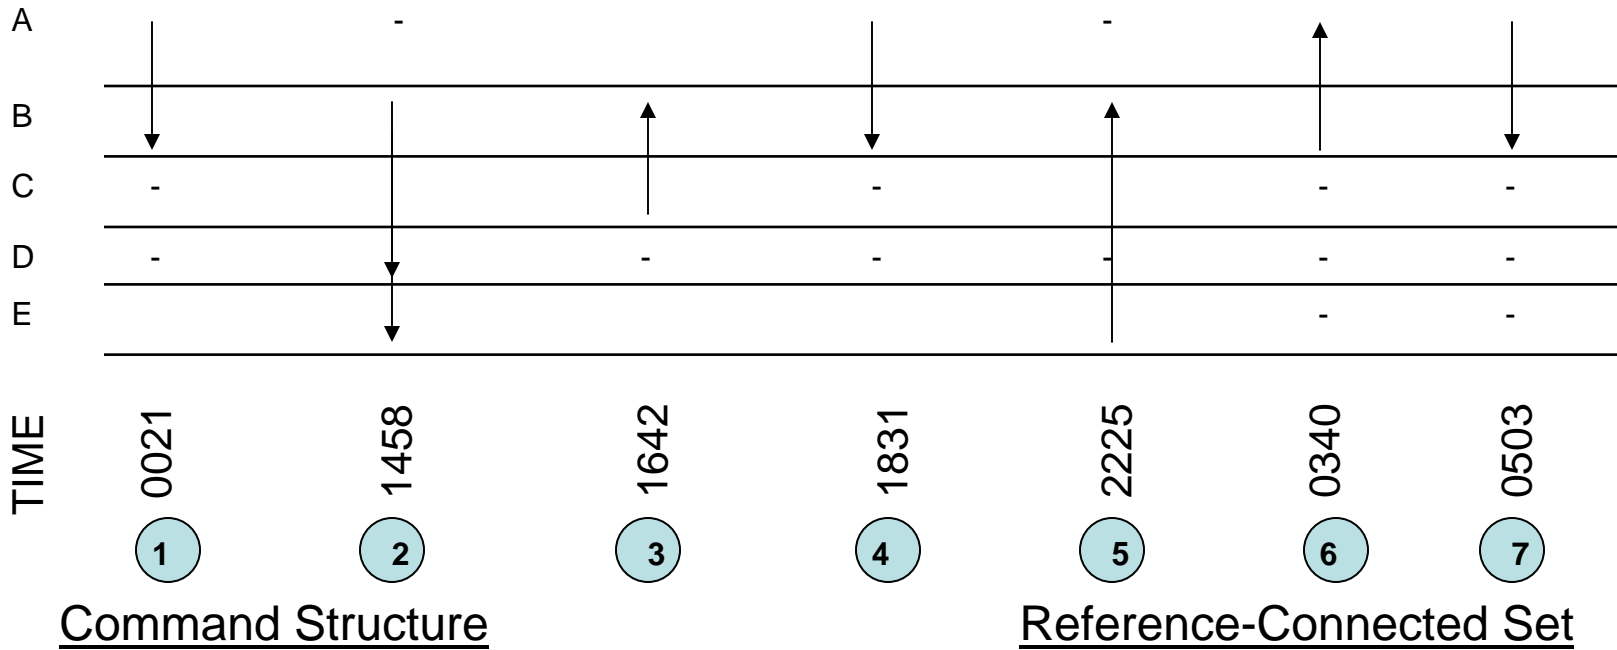 A - -
B
C - - - -
D - - - - - -
E - -
TIME 0021 1458 1642 1831 2225 0340 0503
1 2 3 4 5 6 7
Command Structure Reference-Connected Set